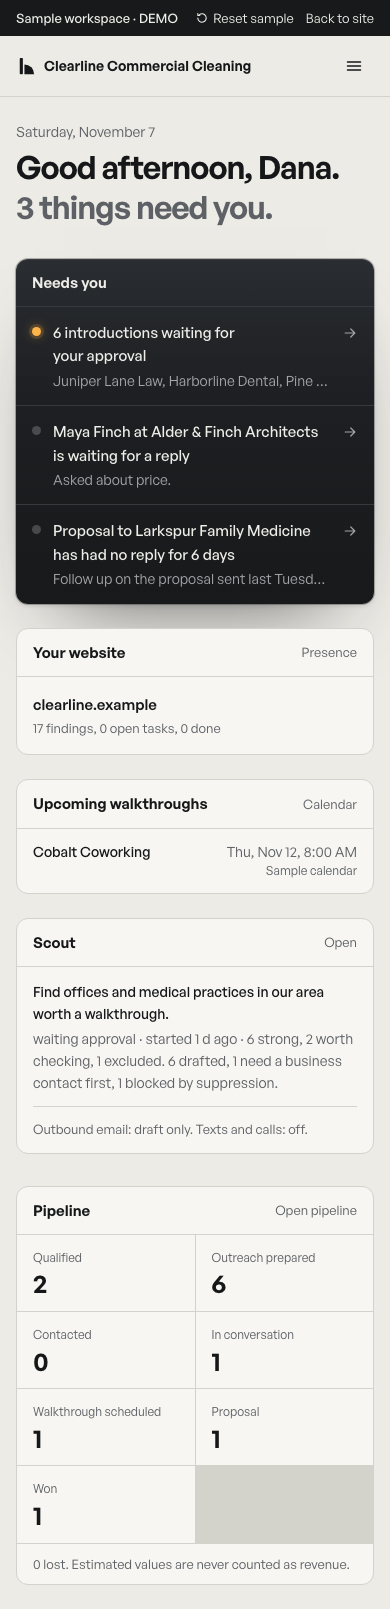 Sample workspace · DEMO
Reset sample
Back to site
Clearline Commercial Cleaning
Saturday, November 7
Good afternoon, Dana.
3 things need you.
Needs you
6 introductions waiting for
your approval
Juniper Lane Law, Harborline Dental, Pine ...
Maya Finch at Alder & Finch Architects
is waiting for a reply
Asked about price.
Proposal to Larkspur Family Medicine
has had no reply for 6 days
Follow up on the proposal sent last Tuesd...
Your website
Presence
clearline.example
17 findings, 0 open tasks, 0 done
Upcoming walkthroughs
Calendar
Cobalt Coworking
Thu, Nov 12, 8:00 AM
Sample calendar
Scout
Open
Find offices and medical practices in our area
worth a walkthrough.
waiting approval · started 1 d ago · 6 strong, 2 worth
checking, 1 excluded. 6 drafted, 1 need a business
contact first, 1 blocked by suppression.
Outbound email: draft only. Texts and calls: off.
Pipeline
Open pipeline
Qualified
2
Outreach prepared
6
Contacted
0
In conversation
1
Walkthrough scheduled
1
Proposal
1
Won
1
0 lost. Estimated values are never counted as revenue.